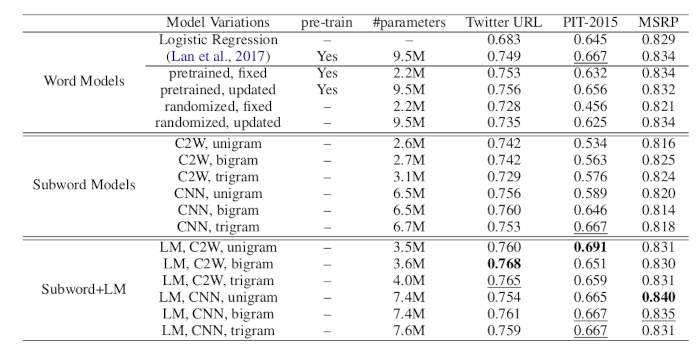 Model Variations pre-train #parameters Twitter URL PIT-2015 MSRP
Logistic Regression – – 0.683 0.645 0.829
(Lan et al., 2017) Yes 9.5M 0.749 0.667 0.834
Word Models
pretrained, fixed Yes 2.2M 0.753 0.632 0.834
pretrained, updated Yes 9.5M 0.756 0.656 0.832
randomized, fixed – 2.2M 0.728 0.456 0.821
randomized, updated – 9.5M 0.735 0.625 0.834
C2W, unigram – 2.6M 0.742 0.534 0.816
C2W, bigram – 2.7M 0.742 0.563 0.825
C2W, trigram – 3.1M 0.729 0.576 0.824
Subword Models
CNN, unigram – 6.5M 0.756 0.589 0.820
CNN, bigram – 6.5M 0.760 0.646 0.814
CNN, trigram – 6.7M 0.753 0.667 0.818
LM, C2W, unigram – 3.5M 0.760 0.691 0.831
LM, C2W, bigram – 3.6M 0.768 0.651 0.830
LM, C2W, trigram – 4.0M 0.765 0.659 0.831
Subword+LM
LM, CNN, unigram – 7.4M 0.754 0.665 0.840
LM, CNN, bigram – 7.4M 0.761 0.667 0.835
LM, CNN, trigram – 7.6M 0.759 0.667 0.831